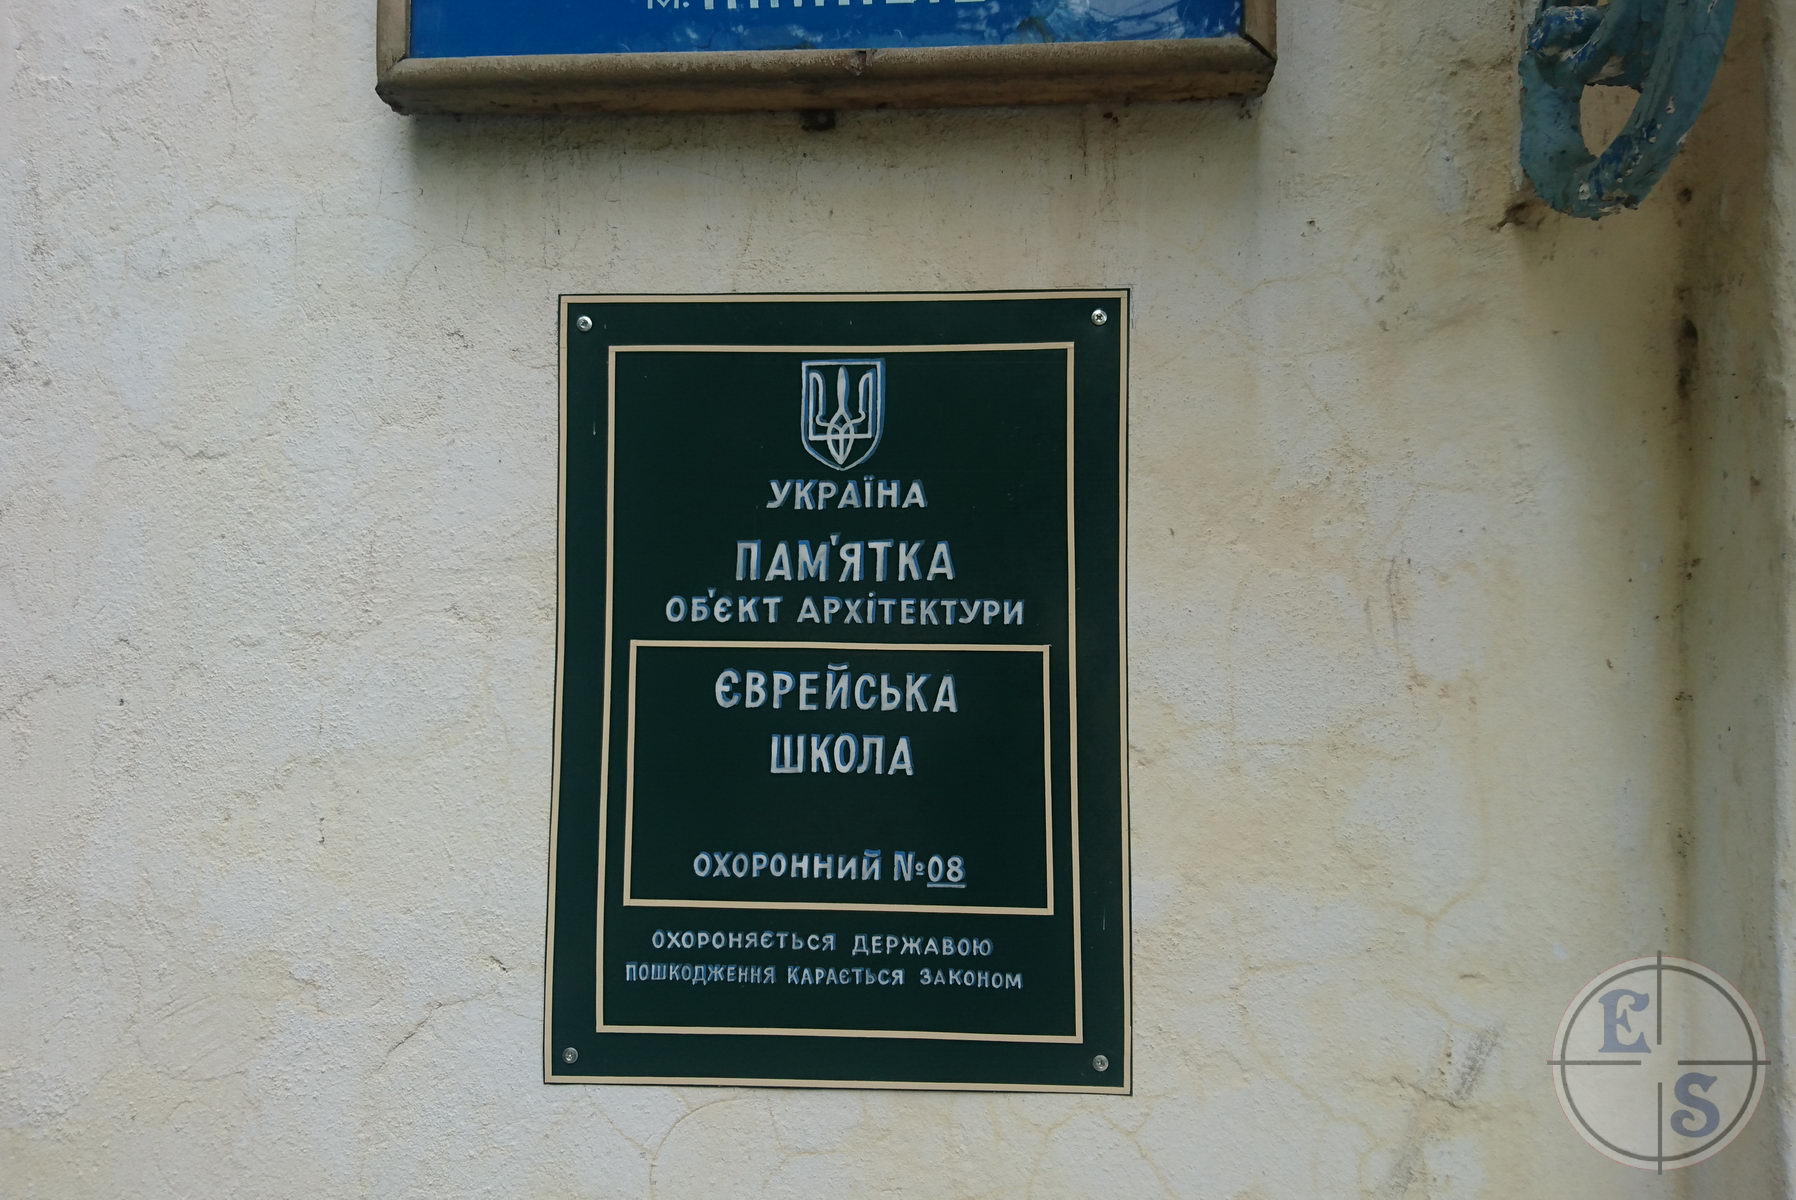 УКРАЇНА
ПАМ'ЯТКА
ОБ'ЄКТ АРХІТЕКТУРИ
ЄВРЕЙСЬКА
ШКОЛА
ОХОРОННИЙ №08
ОХОРОНЯЄТЬСЯ ДЕРЖАВОЮ
ПОШКОДЖЕННЯ КАРАЄТЬСЯ ЗАКОНОМ
E
S